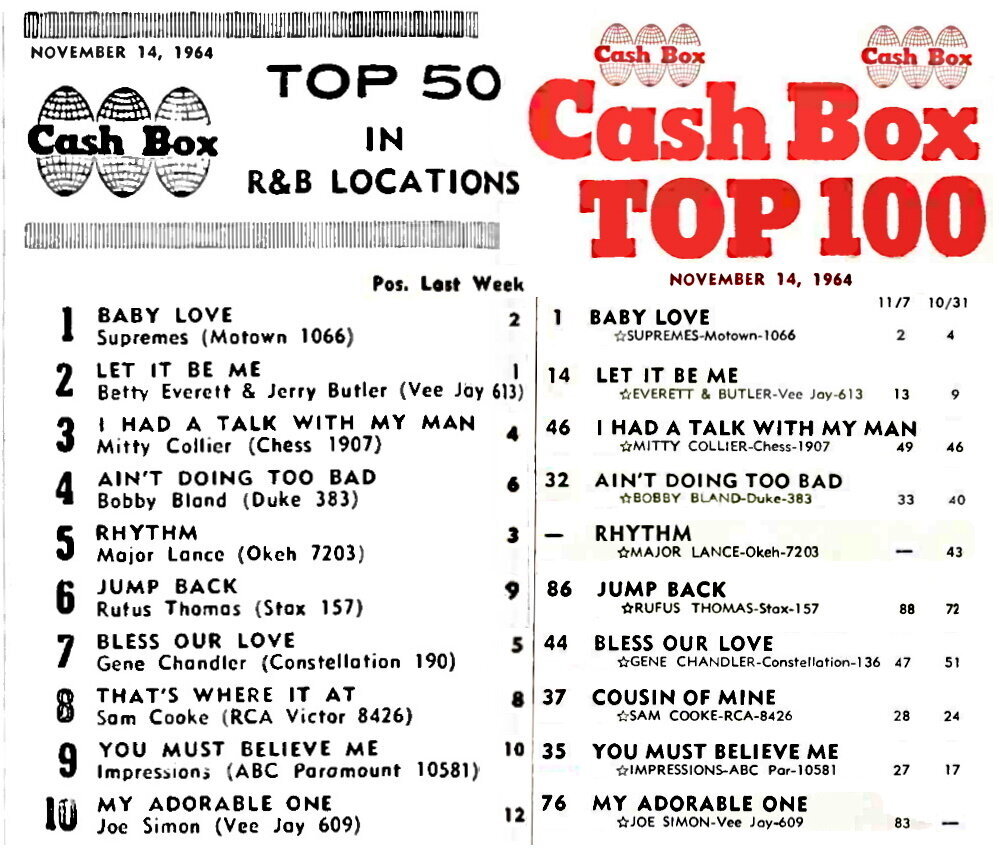 NOVEMBER 14, 1964
Cash Box
TOP 50
IN
R&B LOCATIONS
Pos. Last Week
1 BABY LOVE 2
Supremes (Motown 1066)
2 LET IT BE ME 1
Betty Everett & Jerry Butler (Vee Jay 613)
3 I HAD A TALK WITH MY MAN 4
Mitty Collier (Chess 1907)
4 AIN'T DOING TOO BAD 6
Bobby Bland (Duke 383)
5 RHYTHM 3
Major Lance (Okeh 7203)
6 JUMP BACK 9
Rufus Thomas (Stax 157)
7 BLESS OUR LOVE 5
Gene Chandler (Constellation 190)
8 THAT'S WHERE IT AT 8
Sam Cooke (RCA Victor 8426)
9 YOU MUST BELIEVE ME 10
Impressions (ABC Paramount 10581)
10 MY ADORABLE ONE 12
Joe Simon (Vee Jay 609)
Cash Box Cash Box
Cash Box
TOP 100
NOVEMBER 14, 1964
11/7 10/31
1 BABY LOVE
☆SUPREMES-Motown-1066 2 4
14 LET IT BE ME
☆EVERETT & BUTLER-Vee Jay-613 13 9
46 I HAD A TALK WITH MY MAN
☆MITTY COLLIER-Chess-1907 49 46
32 AIN'T DOING TOO BAD
☆BOBBY BLAND-Duke-383 33 40
— RHYTHM
☆MAJOR LANCE-Okeh-7203 — 43
86 JUMP BACK
☆RUFUS THOMAS-Stax-157 88 72
44 BLESS OUR LOVE
☆GENE CHANDLER-Constellation-136 47 51
37 COUSIN OF MINE
☆SAM COOKE-RCA-8426 28 24
35 YOU MUST BELIEVE ME
☆IMPRESSIONS-ABC Par-10581 27 17
76 MY ADORABLE ONE
☆JOE SIMON-Vee Jay-609 83 —